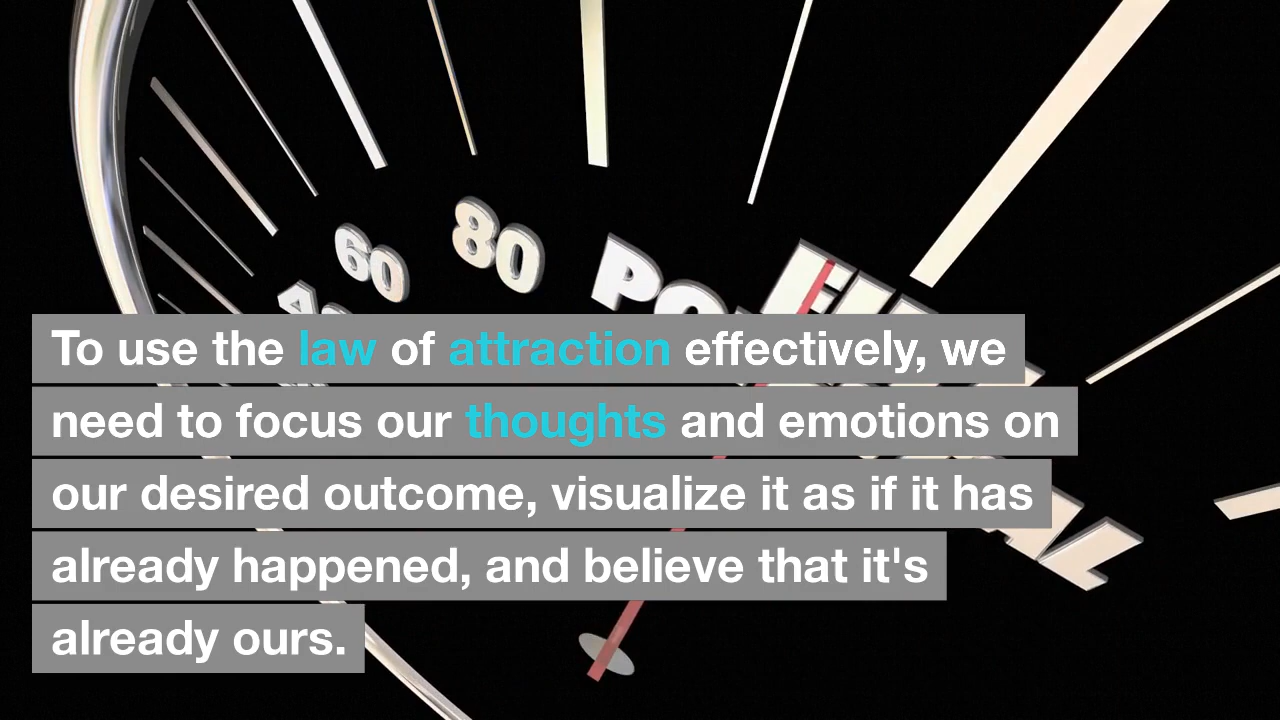 60
80
To use the law of attraction effectively, we
need to focus our thoughts and emotions on
our desired outcome, visualize it as if it has
already happened, and believe that it's
already ours.